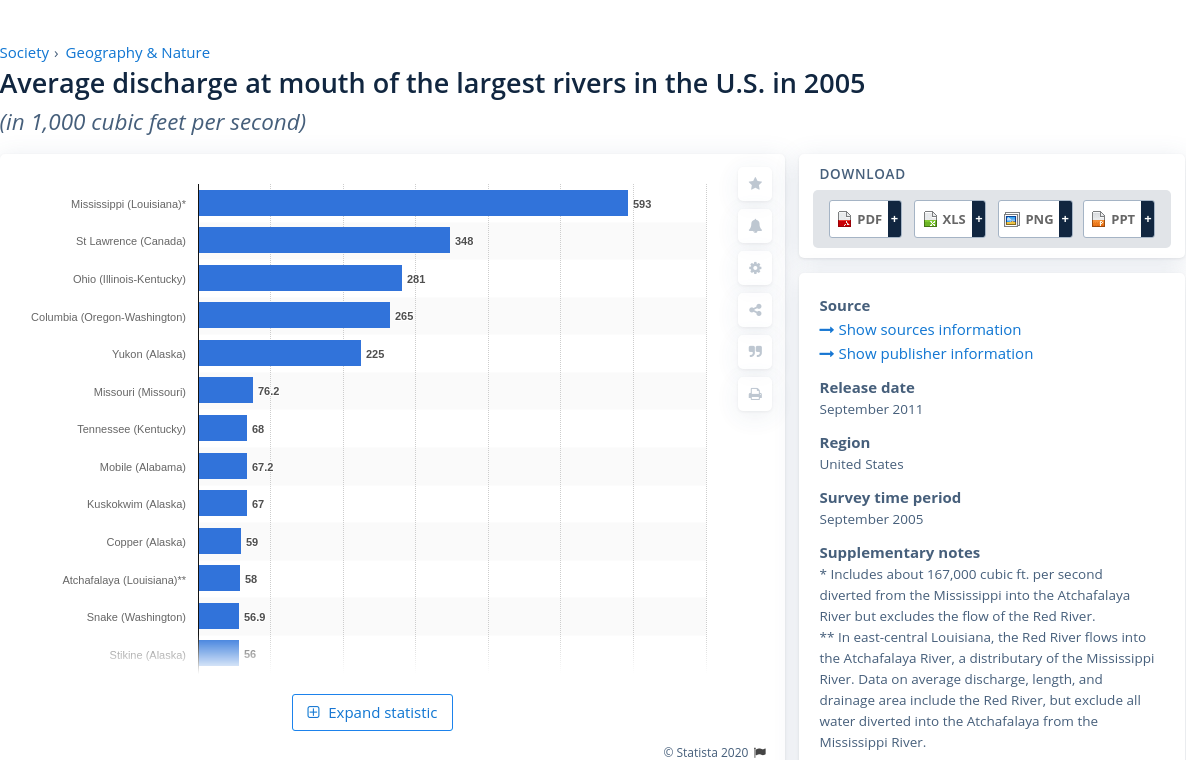 Society › Geography & Nature
Average discharge at mouth of the largest rivers in the U.S. in 2005
(in 1,000 cubic feet per second)
Mississippi (Louisiana)* 593
St Lawrence (Canada) 348
Ohio (Illinois-Kentucky) 281
Columbia (Oregon-Washington) 265
Yukon (Alaska) 225
Missouri (Missouri) 76.2
Tennessee (Kentucky) 68
Mobile (Alabama) 67.2
Kuskokwim (Alaska) 67
Copper (Alaska) 59
Atchafalaya (Louisiana)** 58
Snake (Washington) 56.9
Stikine (Alaska) 56
Expand statistic
© Statista 2020
DOWNLOAD
PDF + XLS + PNG + PPT +
Source
Show sources information
Show publisher information
Release date
September 2011
Region
United States
Survey time period
September 2005
Supplementary notes
* Includes about 167,000 cubic ft. per second
diverted from the Mississippi into the Atchafalaya
River but excludes the flow of the Red River.
** In east-central Louisiana, the Red River flows into
the Atchafalaya River, a distributary of the Mississippi
River. Data on average discharge, length, and
drainage area include the Red River, but exclude all
water diverted into the Atchafalaya from the
Mississippi River.